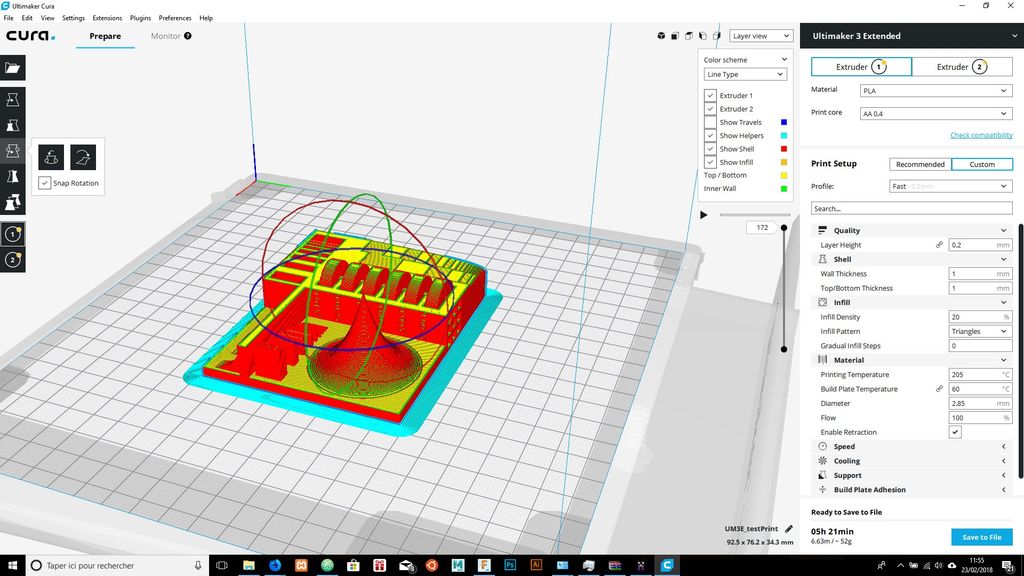 Ultimaker Cura
File Edit View Settings Extensions Plugins Preferences Help
cura.
Prepare
Monitor ?
Layer view
Ultimaker 3 Extended
Color scheme
Line Type
Extruder 1
Extruder 2
Show Travels
Show Helpers
Show Shell
Show Infill
Top / Bottom
Inner Wall
172
Snap Rotation
1
2
Extruder 1
Extruder 2
Material PLA
Print core AA 0.4
Check compatibility
Print Setup Recommended Custom
Profile: Fast - 0.2mm
Search...
Quality
Layer Height 0.2 mm
Shell
Wall Thickness 1 mm
Top/Bottom Thickness 1 mm
Infill
Infill Density 20 %
Infill Pattern Triangles
Gradual Infill Steps 0
Material
Printing Temperature 205 °C
Build Plate Temperature 60 °C
Diameter 2.85 mm
Flow 100 %
Enable Retraction
Speed
Cooling
Support
Build Plate Adhesion
Ready to Save to File
05h 21min
6.63m / ~ 52g
Save to File
UM3E_testPrint
92.5 x 76.2 x 34.3 mm
Taper ici pour rechercher
11:55
23/02/2018
21